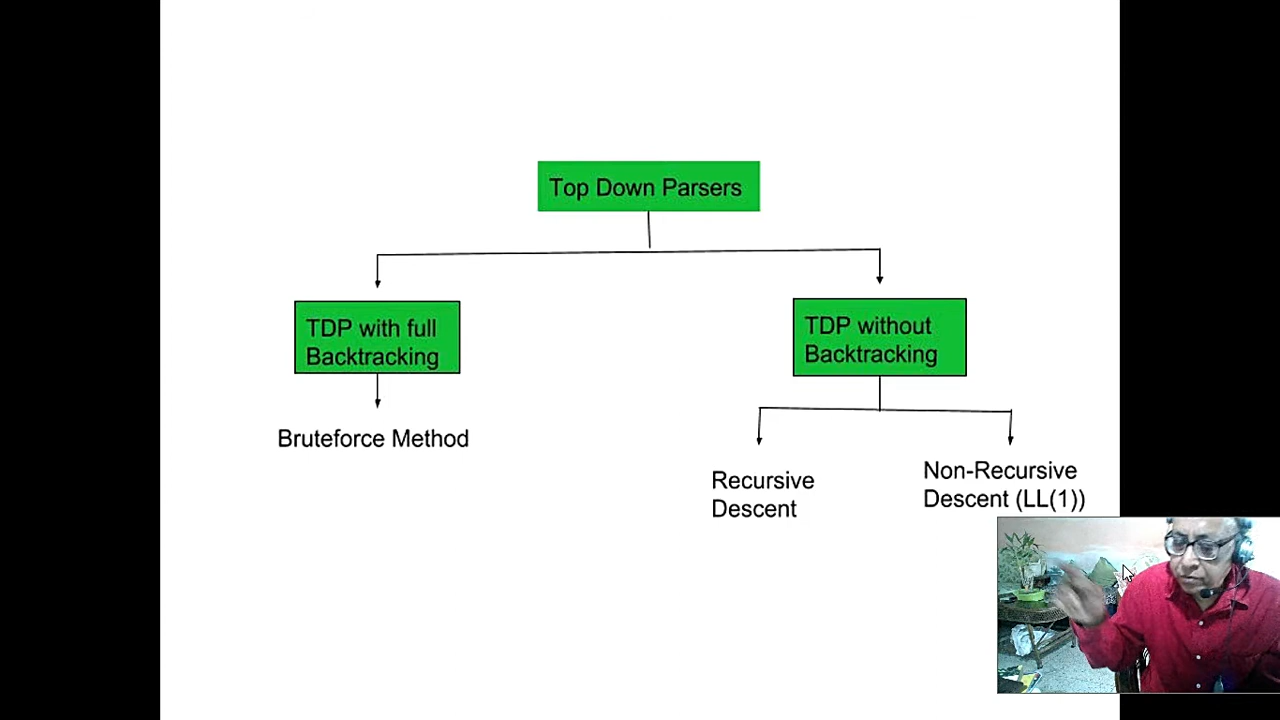 Top Down Parsers
TDP with full
Backtracking
TDP without
Backtracking
Bruteforce Method
Recursive
Descent
Non-Recursive
Descent (LL(1))